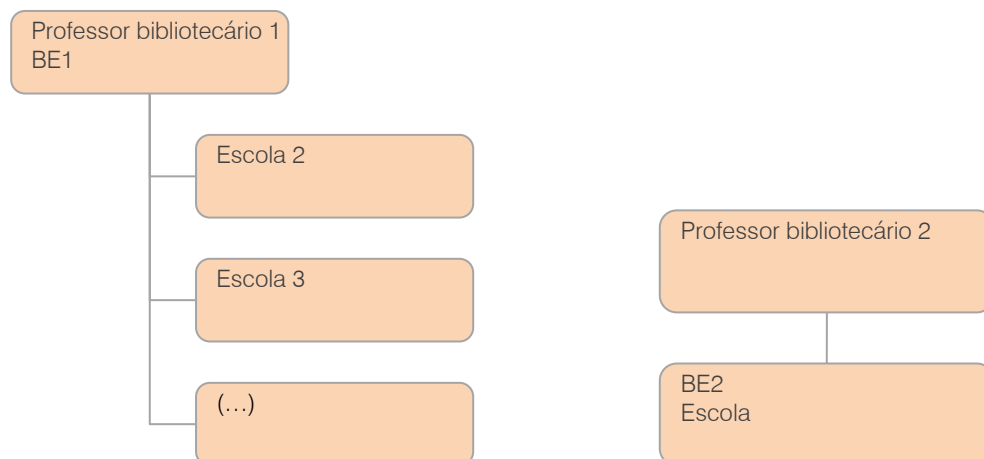 Professor bibliotecário 1
BE1
Escola 2
Escola 3
(…)
Professor bibliotecário 2
BE2
Escola